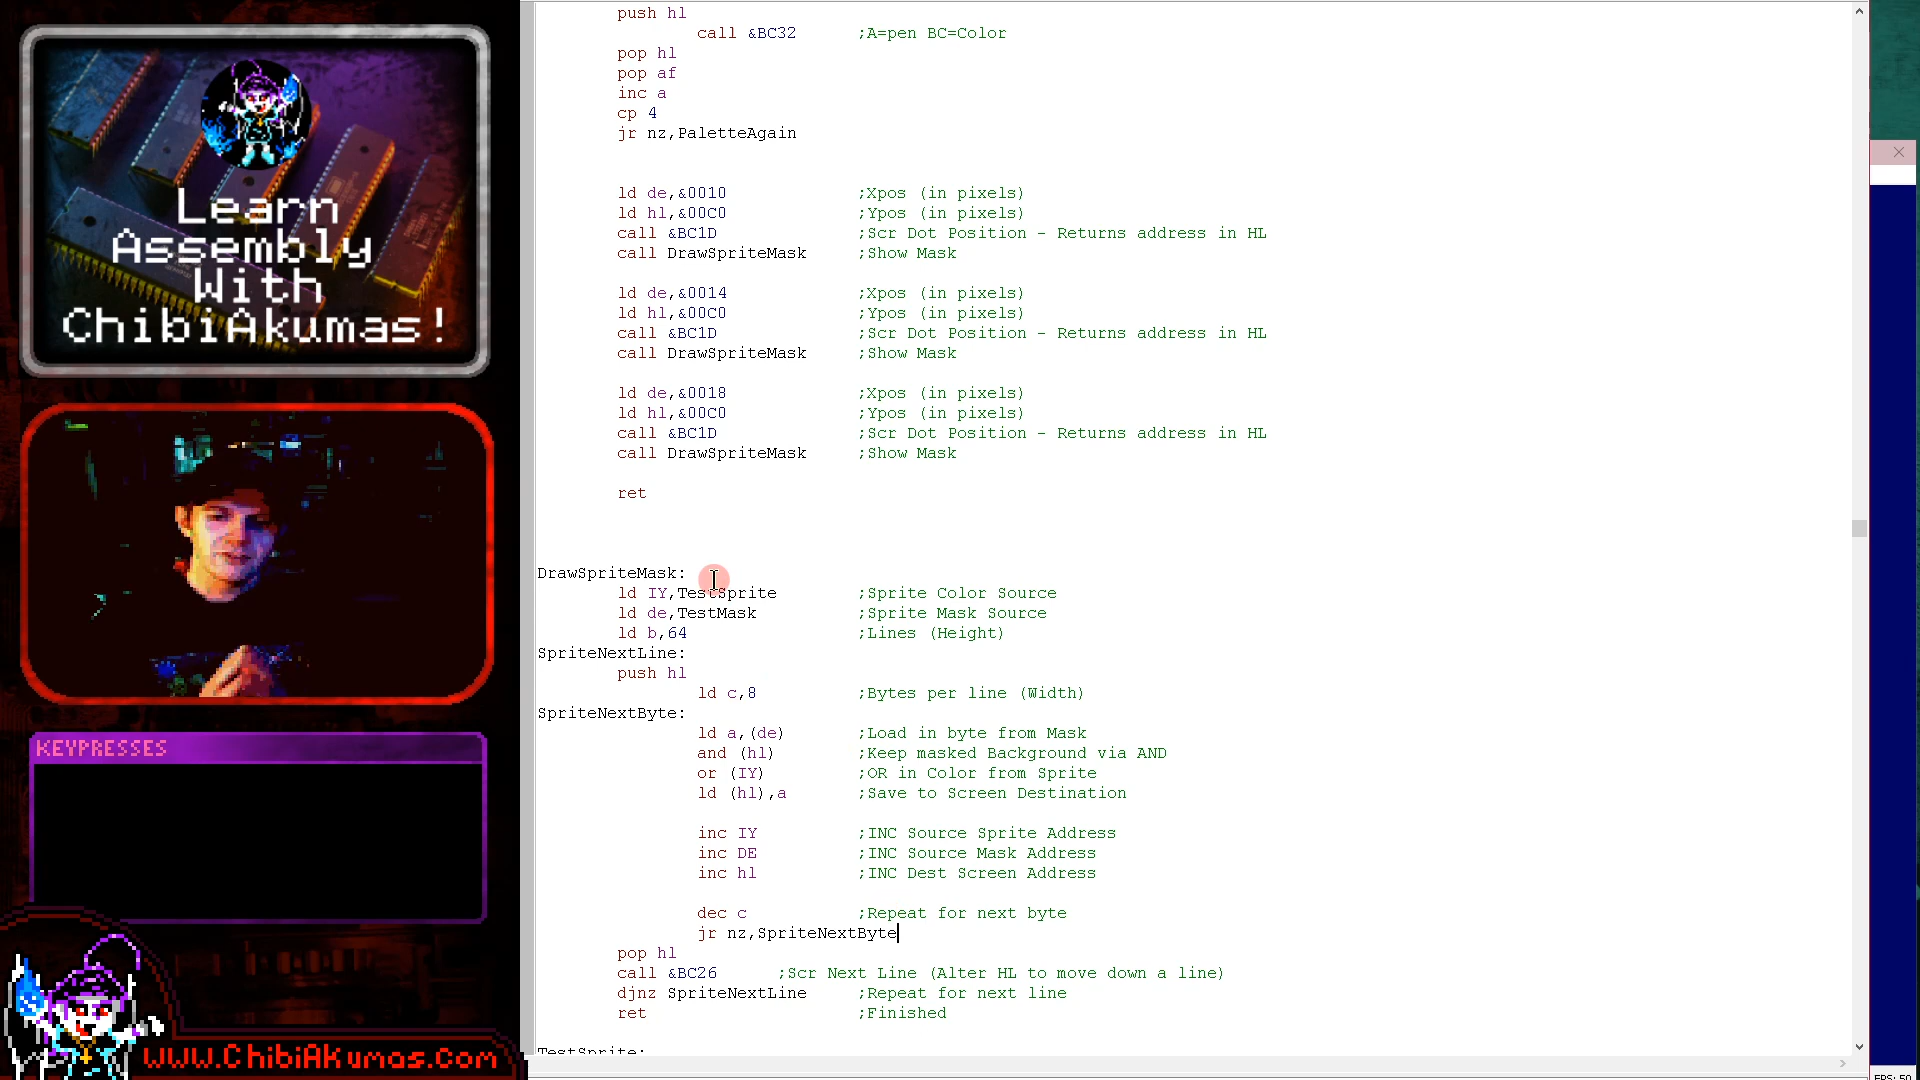 Learn
Assembly
With
ChibiAkumas!
KEYPRESSES
www.ChibiAkumas.com
push hl
call &BC32 ;A=pen BC=Color
pop hl
pop af
inc a
cp 4
jr nz,PaletteAgain
ld de,&0010 ;Xpos (in pixels)
ld hl,&00C0 ;Ypos (in pixels)
call &BC1D ;Scr Dot Position - Returns address in HL
call DrawSpriteMask ;Show Mask
ld de,&0014 ;Xpos (in pixels)
ld hl,&00C0 ;Ypos (in pixels)
call &BC1D ;Scr Dot Position - Returns address in HL
call DrawSpriteMask ;Show Mask
ld de,&0018 ;Xpos (in pixels)
ld hl,&00C0 ;Ypos (in pixels)
call &BC1D ;Scr Dot Position - Returns address in HL
call DrawSpriteMask ;Show Mask
ret
DrawSpriteMask:
ld IY,TestSprite ;Sprite Color Source
ld de,TestMask ;Sprite Mask Source
ld b,64 ;Lines (Height)
SpriteNextLine:
push hl
ld c,8 ;Bytes per line (Width)
SpriteNextByte:
ld a,(de) ;Load in byte from Mask
and (hl) ;Keep masked Background via AND
or (IY) ;OR in Color from Sprite
ld (hl),a ;Save to Screen Destination
inc IY ;INC Source Sprite Address
inc DE ;INC Source Mask Address
inc hl ;INC Dest Screen Address
dec c ;Repeat for next byte
jr nz,SpriteNextByte
pop hl
call &BC26 ;Scr Next Line (Alter HL to move down a line)
djnz SpriteNextLine ;Repeat for next line
ret ;Finished
TestSprite:
FPS: 50